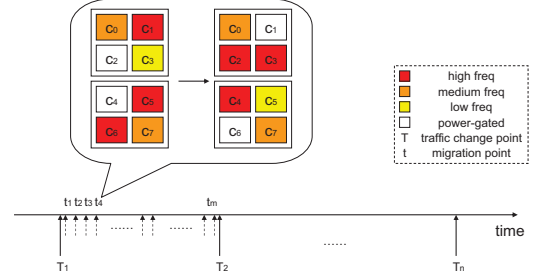 C0 C1 C0 C1
C2 C3 C2 C3
C4 C5 C4 C5
C6 C7 C6 C7
high freq
medium freq
low freq
power-gated
T traffic change point
t migration point
t1 t2 t3 t4 tm
...... ...... ......
time
T1 T2 Tn